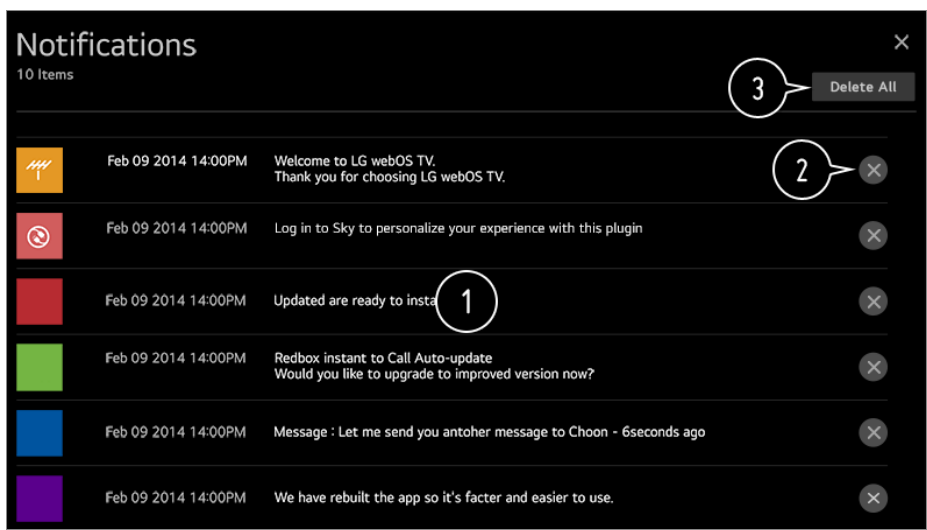 Notifications
10 Items
3
Delete All
Feb 09 2014 14:00PM
Welcome to LG webOS TV.
Thank you for choosing LG webOS TV.
2
Feb 09 2014 14:00PM
Log in to Sky to personalize your experience with this plugin
Feb 09 2014 14:00PM
Updated are ready to insta
1
Feb 09 2014 14:00PM
Redbox instant to Call Auto-update
Would you like to upgrade to improved version now?
Feb 09 2014 14:00PM
Message : Let me send you antoher message to Choon - 6seconds ago
Feb 09 2014 14:00PM
We have rebuilt the app so it's facter and easier to use.